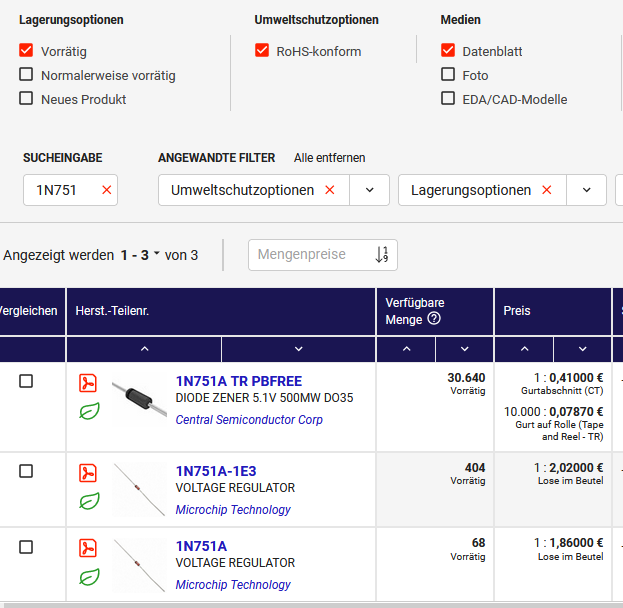 Lagerungsoptionen
Umweltschutzoptionen
Medien
Vorrätig
RoHS-konform
Datenblatt
Normalerweise vorrätig
Foto
Neues Produkt
EDA/CAD-Modelle
SUCHEINGABE
ANGEWANDTE FILTER
Alle entfernen
1N751
Umweltschutzoptionen
Lagerungsoptionen
Angezeigt werden 1 - 3 von 3
Mengenpreise
Vergleichen
Herst.-Teilenr.
Verfügbare
Menge
Preis
1N751A TR PBFREE
DIODE ZENER 5.1V 500MW DO35
Central Semiconductor Corp
30.640
Vorrätig
1 : 0,41000 €
Gurtabschnitt (CT)
10.000 : 0,07870 €
Gurt auf Rolle (Tape
and Reel - TR)
1N751A-1E3
VOLTAGE REGULATOR
Microchip Technology
404
Vorrätig
1 : 2,02000 €
Lose im Beutel
1N751A
VOLTAGE REGULATOR
Microchip Technology
68
Vorrätig
1 : 1,86000 €
Lose im Beutel